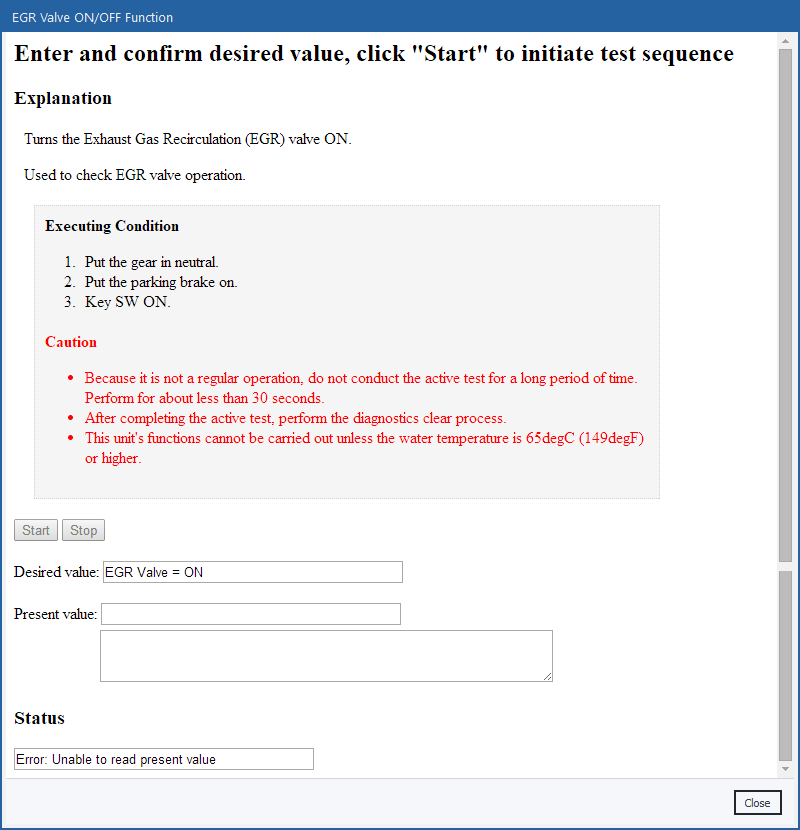 EGR Valve ON/OFF Function
Enter and confirm desired value, click "Start" to initiate test sequence
Explanation
Turns the Exhaust Gas Recirculation (EGR) valve ON.
Used to check EGR valve operation.
Executing Condition
1. Put the gear in neutral.
2. Put the parking brake on.
3. Key SW ON.
Caution
• Because it is not a regular operation, do not conduct the active test for a long period of time.
Perform for about less than 30 seconds.
• After completing the active test, perform the diagnostics clear process.
• This unit's functions cannot be carried out unless the water temperature is 65degC (149degF)
or higher.
Start Stop
Desired value: EGR Valve = ON
Present value:
Status
Error: Unable to read present value
Close